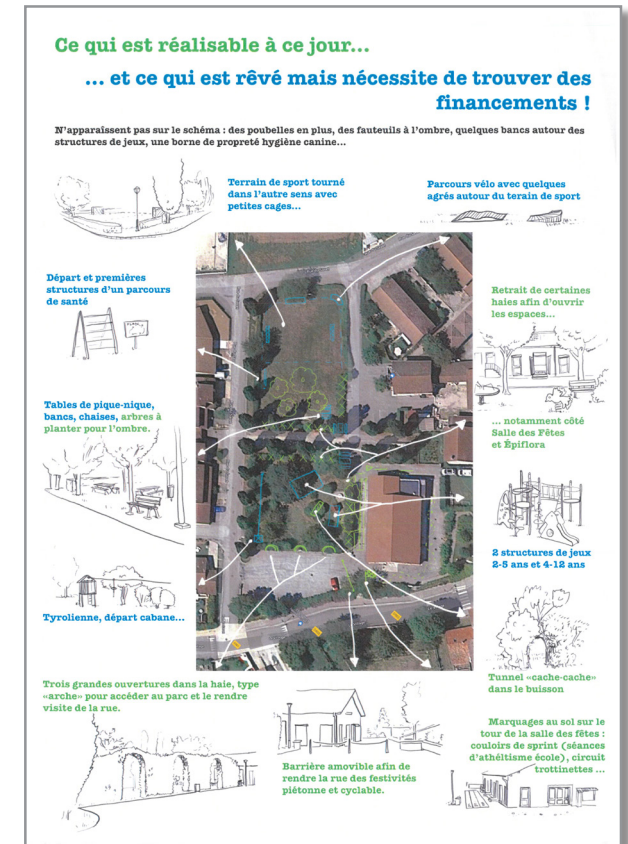 Ce qui est réalisable à ce jour...
... et ce qui est rêvé mais nécessite de trouver des
financements !
N'apparaîssent pas sur le schéma : des poubelles en plus, des fauteuils à l'ombre, quelques bancs autour des
structures de jeux, une borne de propreté hygiène canine...
Terrain de sport tourné
dans l'autre sens avec
petites cages...
Parcours vélo avec quelques
agrés autour du terain de sport
Départ et premières
structures d'un parcours
de santé
Retrait de certaines
haies afin d'ouvrir
les espaces...
Tables de pique-nique,
bancs, chaises, arbres à
planter pour l'ombre.
... notamment côté
Salle des Fêtes
et Épiflora
2 structures de jeux
2-5 ans et 4-12 ans
Tyrolienne, départ cabane...
Tunnel «cache-cache»
dans le buisson
Trois grandes ouvertures dans la haie, type
«arche» pour accéder au parc et le rendre
visite de la rue.
Barrière amovible afin de
rendre la rue des festivités
piétonne et cyclable.
Marquages au sol sur le
tour de la salle des fêtes :
couloirs de sprint (séances
d'athéltisme école), circuit
trottinettes ...